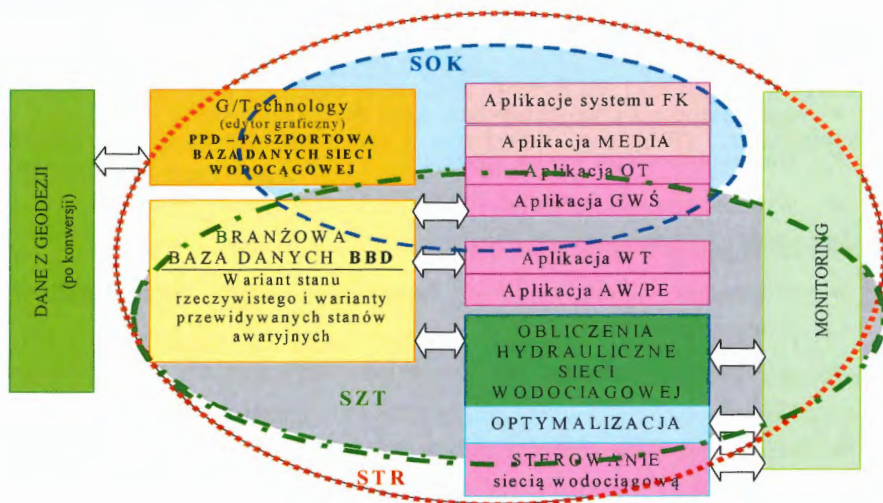 SOK
DANE Z GEODEZJI
(po konwersji)
G/Technology
(edytor graficzny)
PPD – PASZPORTOWA
BAZA DANYCH SIECI
WOROCĄGOWEJ
BRANŻOWA
BAZA DANYCH BBD
Wariant stanu
rzeczywistego i warianty
przewidywanych stanów
awaryjnych
Aplikacje systemu FK
Aplikacja MEDIA
Aplikacja OT
Aplikacja GWŚ
Aplikacja WT
Aplikacja AW/PE
OBLICZENIA
HYDRAULICZNE
SIECI
WODOCIAGOWEJ
OPTYMALIZACJA
STEROWANIE
siecią wodociągową
MONITORING
SZT
STR